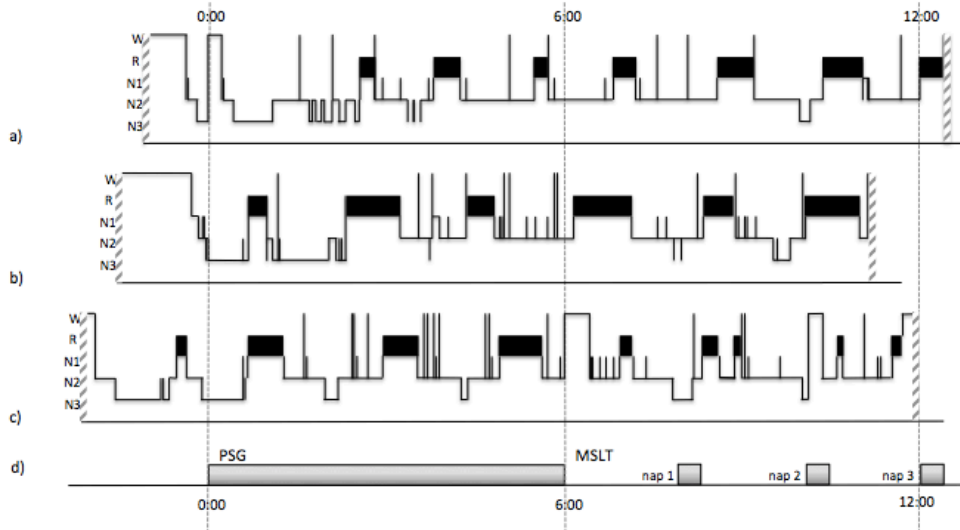 0:00 6:00 12:00
W
R
N1
N2
N3
a)
W
R
N1
N2
N3
b)
W
R
N1
N2
N3
c)
PSG MSLT
d) nap 1 nap 2 nap 3
0:00 6:00 12:00